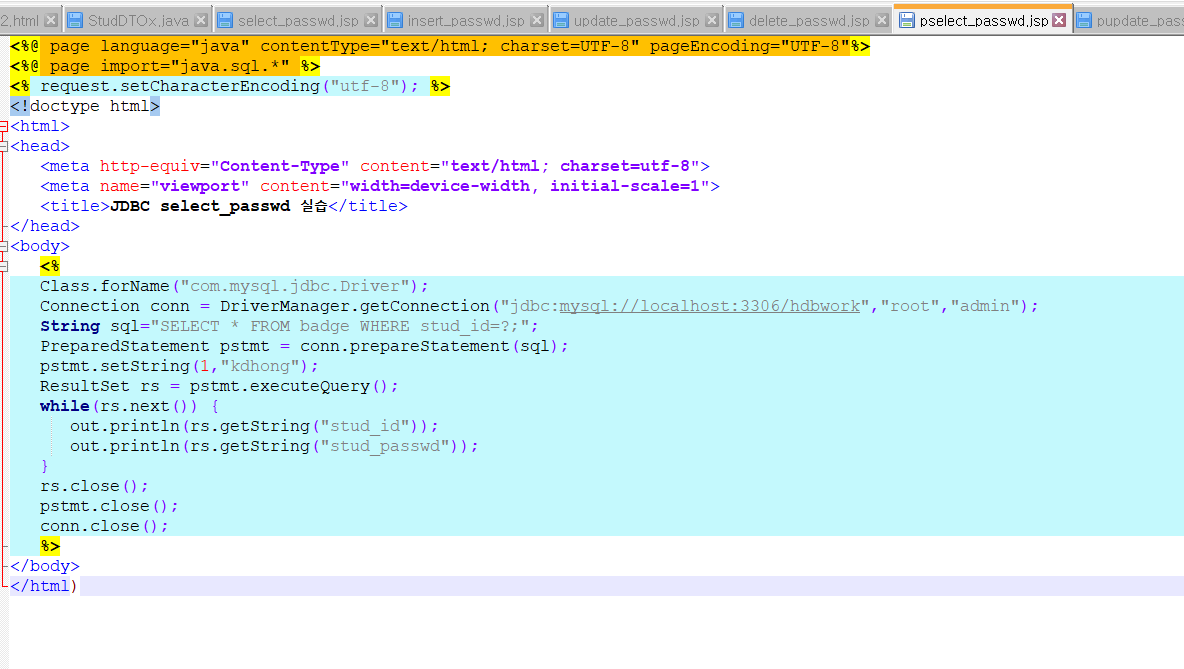 2.html StudDTOx.java select_passwd.jsp insert_passwd.jsp update_passwd.jsp delete_passwd.jsp pselect_passwd.jsp pupdate_pass
<%@ page language="java" contentType="text/html; charset=UTF-8" pageEncoding="UTF-8"%>
<%@ page import="java.sql.*" %>
<% request.setCharacterEncoding("utf-8"); %>
<!doctype html>
<html>
<head>
<meta http-equiv="Content-Type" content="text/html; charset=utf-8">
<meta name="viewport" content="width=device-width, initial-scale=1">
<title>JDBC select_passwd 실습</title>
</head>
<body>
<%
Class.forName("com.mysql.jdbc.Driver");
Connection conn = DriverManager.getConnection("jdbc:mysql://localhost:3306/hdbwork","root","admin");
String sql="SELECT * FROM badge WHERE stud_id=?;";
PreparedStatement pstmt = conn.prepareStatement(sql);
pstmt.setString(1,"kdhong");
ResultSet rs = pstmt.executeQuery();
while(rs.next()) {
out.println(rs.getString("stud_id"));
out.println(rs.getString("stud_passwd"));
}
rs.close();
pstmt.close();
conn.close();
%>
</body>
</html)